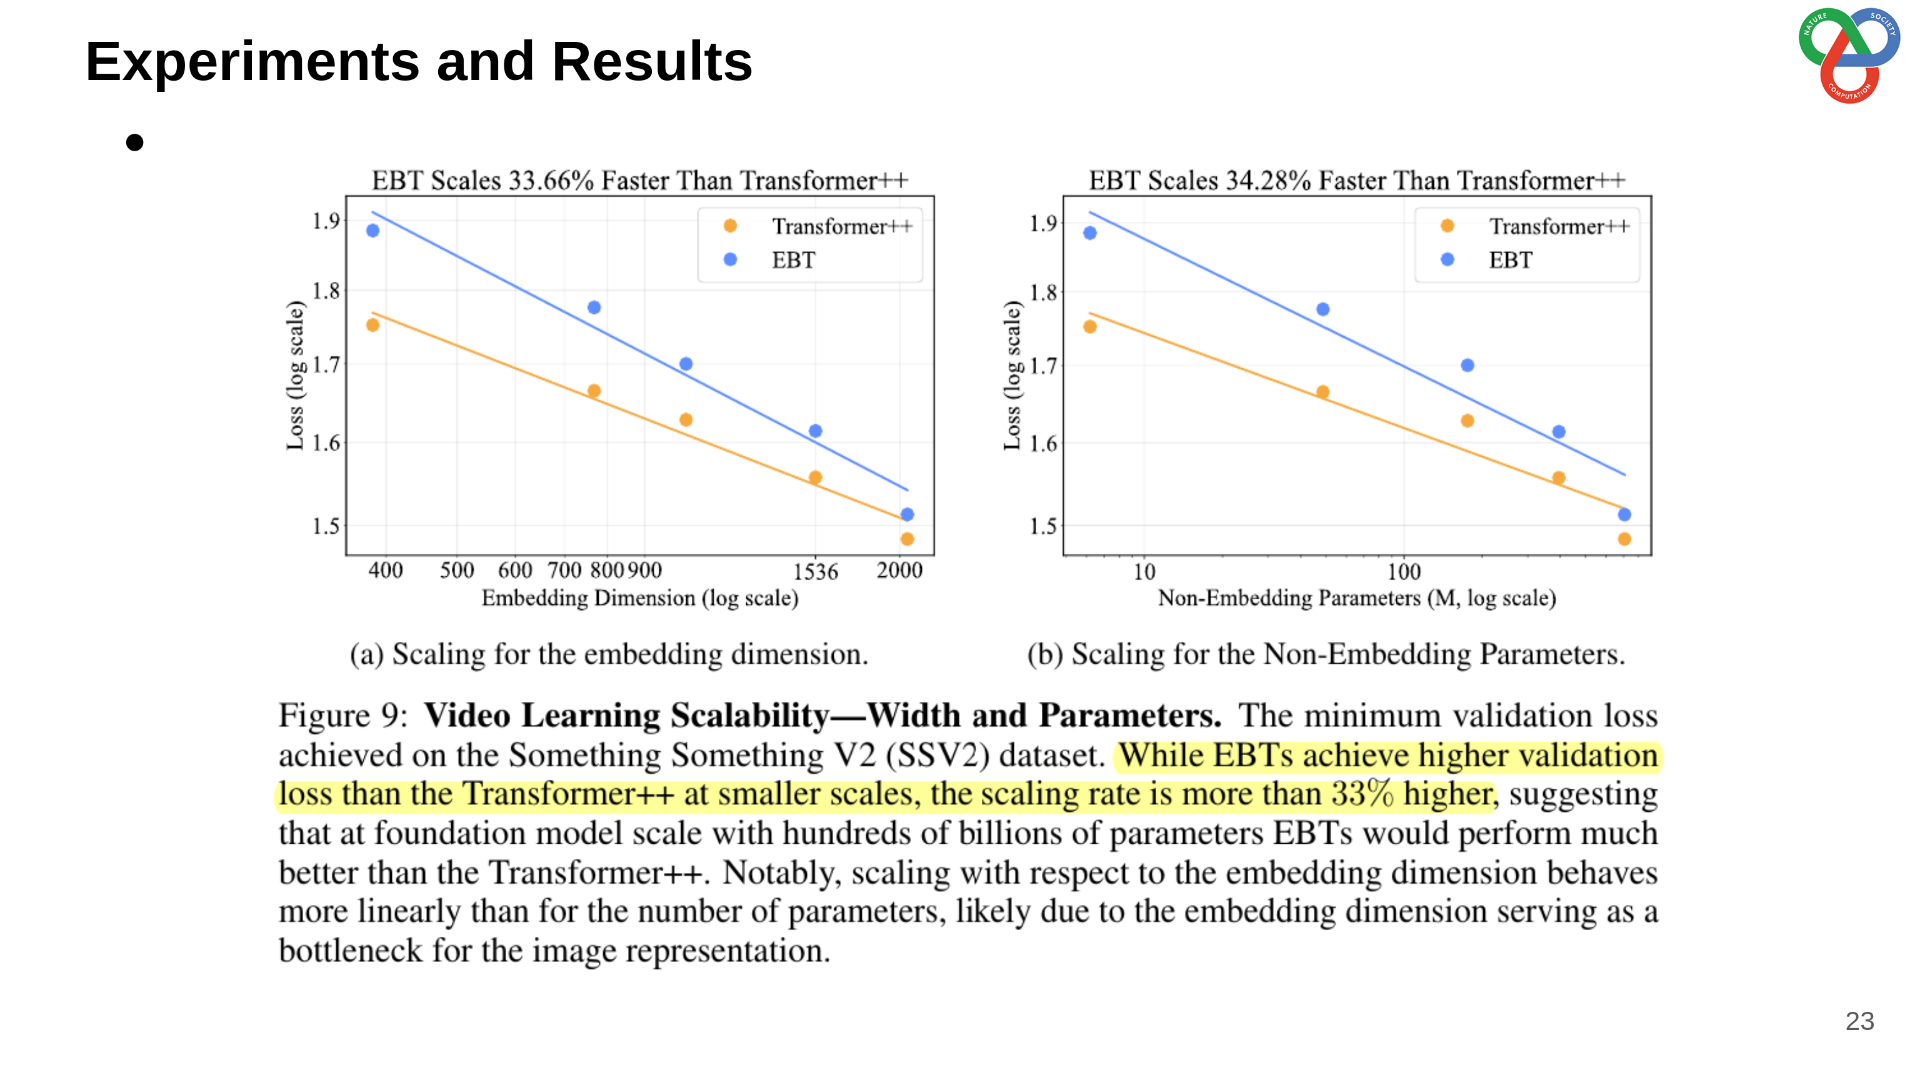 Experiments and Results
NATURE
SOCIETY
COMPUTATION
•
EBT Scales 33.66% Faster Than Transformer++
Transformer++
EBT
1.9
1.8
1.7
1.6
1.5
Loss (log scale)
400 500 600 700 800 900 1536 2000
Embedding Dimension (log scale)
(a) Scaling for the embedding dimension.
EBT Scales 34.28% Faster Than Transformer++
Transformer++
EBT
1.9
1.8
1.7
1.6
1.5
Loss (log scale)
10 100
Non-Embedding Parameters (M, log scale)
(b) Scaling for the Non-Embedding Parameters.
Figure 9: Video Learning Scalability—Width and Parameters. The minimum validation loss
achieved on the Something Something V2 (SSV2) dataset. While EBTs achieve higher validation
loss than the Transformer++ at smaller scales, the scaling rate is more than 33% higher, suggesting
that at foundation model scale with hundreds of billions of parameters EBTs would perform much
better than the Transformer++. Notably, scaling with respect to the embedding dimension behaves
more linearly than for the number of parameters, likely due to the embedding dimension serving as a
bottleneck for the image representation.
23